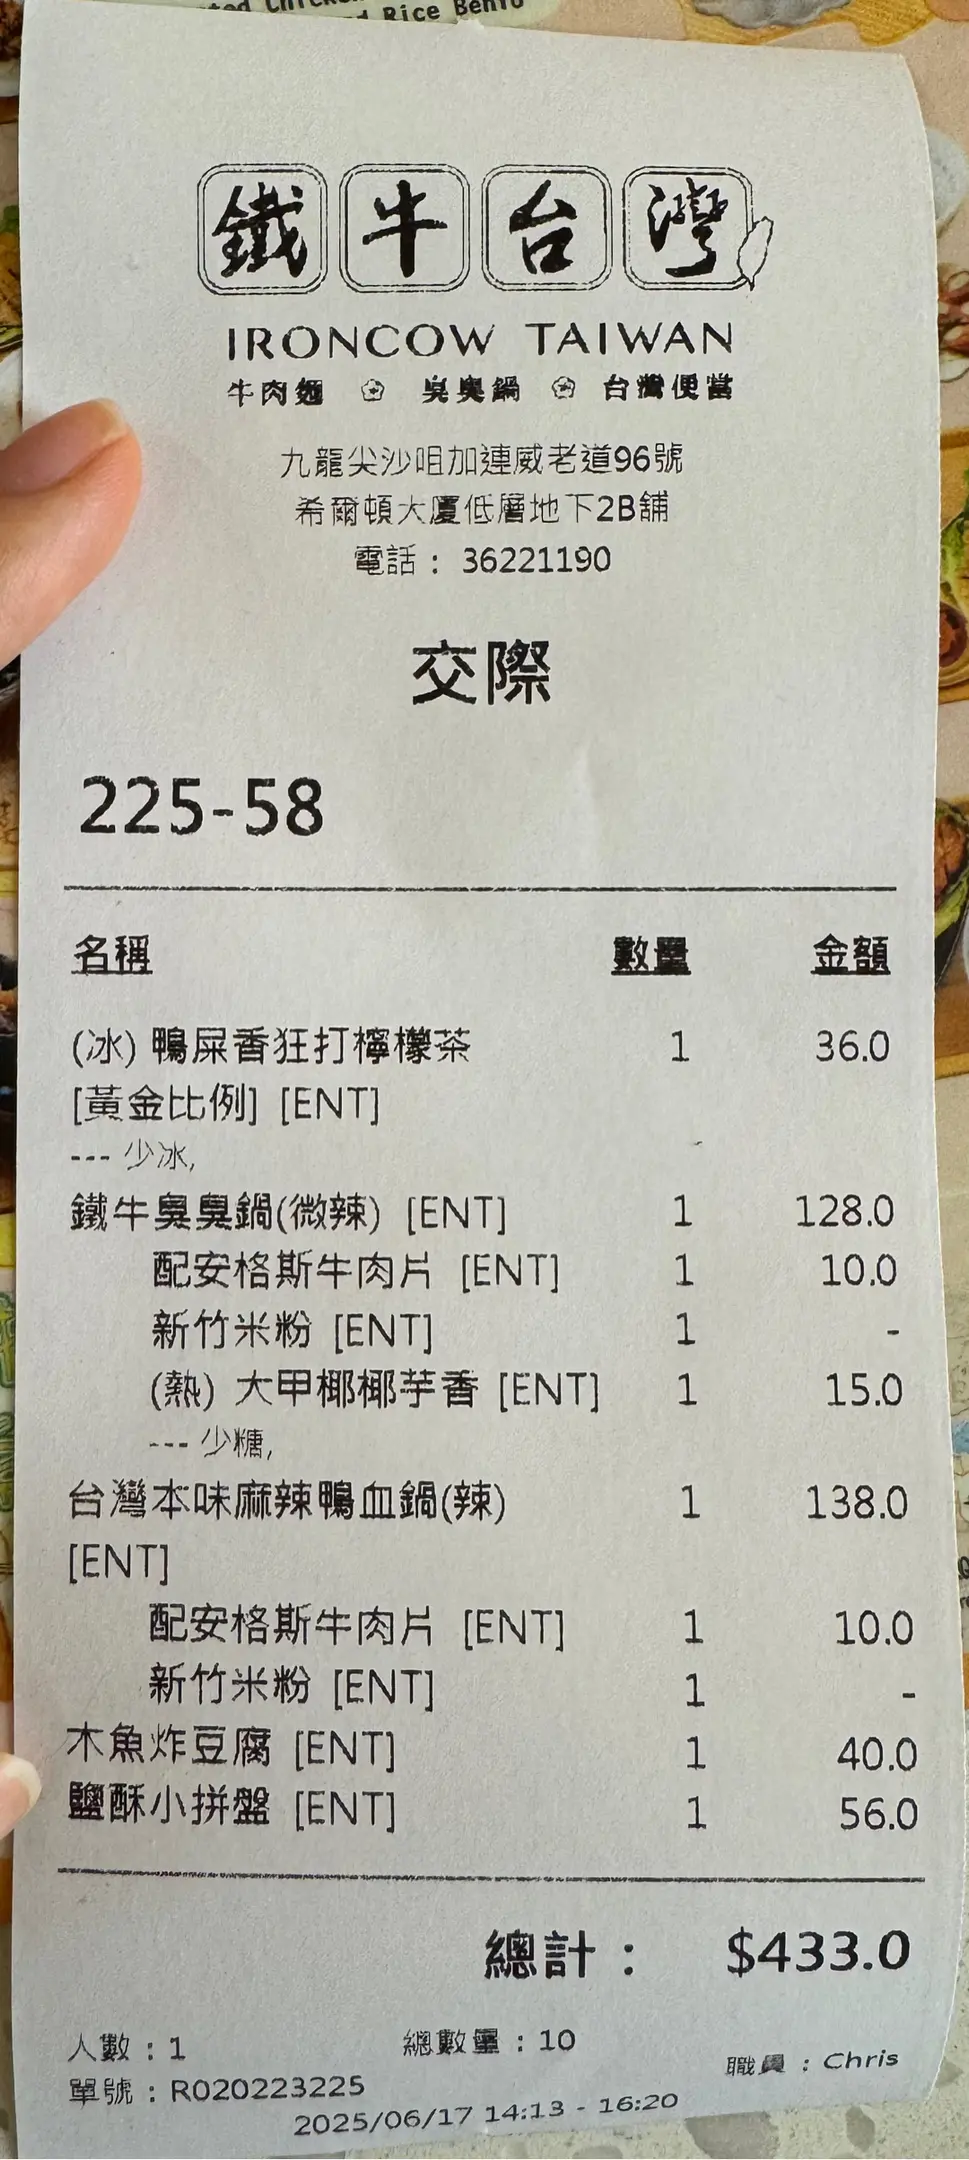 Rice Bento
鐵牛台灣
IRONCOW TAIWAN
牛肉麵 臭臭鍋 台灣便當
九龍尖沙咀加連威老道96號
希爾頓大廈低層地下2B舖
電話： 36221190
交際
225-58
名稱 數量 金額
(冰) 鴨屎香狂打檸檬茶 1 36.0
[黃金比例] [ENT]
--- 少冰,
鐵牛臭臭鍋(微辣) [ENT] 1 128.0
配安格斯牛肉片 [ENT] 1 10.0
新竹米粉 [ENT] 1 -
(熱) 大甲椰椰芋香 [ENT] 1 15.0
--- 少糖,
台灣本味麻辣鴨血鍋(辣) 1 138.0
[ENT]
配安格斯牛肉片 [ENT] 1 10.0
新竹米粉 [ENT] 1 -
木魚炸豆腐 [ENT] 1 40.0
鹽酥小拼盤 [ENT] 1 56.0
總計： $433.0
人數：1 總數量：10 職員：Chris
單號：R020223225
2025/06/17 14:13 - 16:20